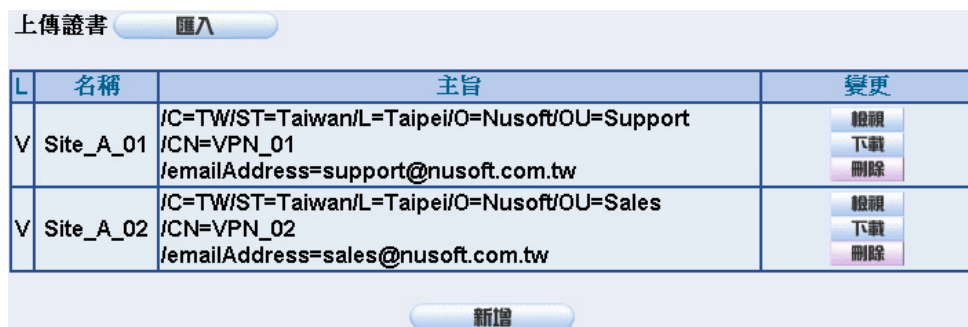 上傳證書 匯入
L 名稱 主旨 變更
V Site_A_01 /C=TW/ST=Taiwan/L=Taipei/O=Nusoft/OU=Support
/CN=VPN_01
/emailAddress=support@nusoft.com.tw
檢視
下載
刪除
V Site_A_02 /C=TW/ST=Taiwan/L=Taipei/O=Nusoft/OU=Sales
/CN=VPN_02
/emailAddress=sales@nusoft.com.tw
檢視
下載
刪除
新增